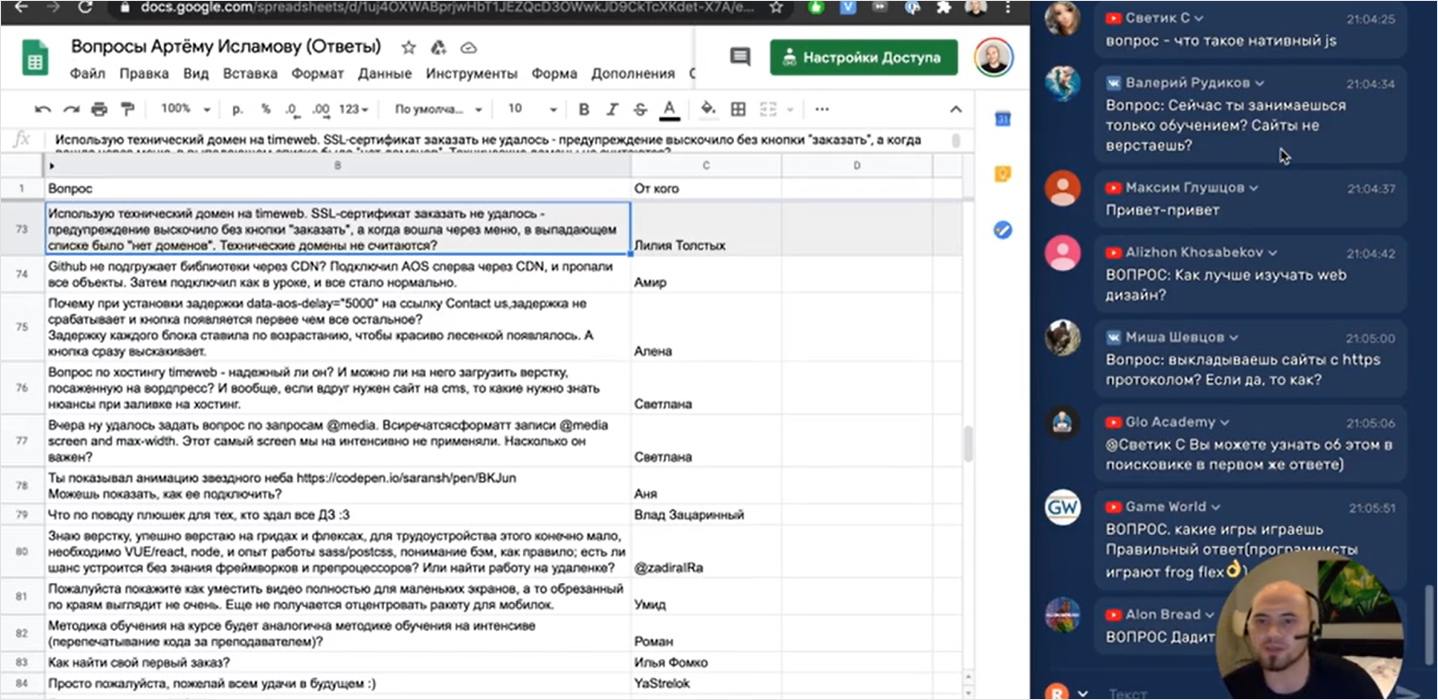 docs.google.com/spreadsheets/d/1uj4OXWABprjwHbT1JEZQcD3OWwkJD9CkTcXKdet-X7A/e...
Вопросы Артёму Исламову (Ответы)
Файл Правка Вид Вставка Формат Данные Инструменты Форма Дополнения
Настройки Доступа
100% р. % .0 .00 123 По умолча... 10 B I S A ...
fx Использую технический домен на timeweb. SSL-сертификат заказать не удалось - предупреждение выскочило без кнопки "заказать", а когда
B C D
1 Вопрос От кого
73 Использую технический домен на timeweb. SSL-сертификат заказать не удалось -
предупреждение выскочило без кнопки "заказать", а когда вошла через меню, в выпадающем
списке было "нет доменов". Технические домены не считаются? Лилия Толстых
74 Github не подгружает библиотеки через CDN? Подключил AOS сперва через CDN, и пропали
все объекты. Затем подключил как в уроке, и все стало нормально. Амир
75 Почему при установки задержки data-aos-delay="5000" на ссылку Contact us,задержка не
срабатывает и кнопка появляется первее чем все остальное?
Задержку каждого блока ставила по возрастанию, чтобы красиво лесенкой появлялось. А
кнопка сразу выскакивает. Алена
76 Вопрос по хостингу timeweb - надежный ли он? И можно ли на него загрузить верстку,
посаженную на вордпресс? И вообще, если вдруг нужен сайт на cms, то какие нужно знать
нюансы при заливке на хостинг. Светлана
77 Вчера ну удалось задать вопрос по запросам @media. Всиречатсясформатт записи @media
screen and max-width. Этот самый screen мы на интенсивно не применяли. Насколько он
важен? Светлана
78 Ты показывал анимацию звездного неба https://codepen.io/saransh/pen/BKJun
Можешь показать, как ее подключить? Аня
79 Что по поводу плюшек для тех, кто здал все ДЗ :3 Влад Зацаринный
80 Знаю верстку, упешно верстаю на гридах и флексах, для трудоустройства этого конечно мало,
необходимо VUE/react, node, и опыт работы sass/postcss, понимание бэм, как правило; есть ли
шанс устроится без знания фреймворков и препроцессоров? Или найти работу на удаленке? @zadiralRa
81 Пожалуйста покажите как уместить видео полностью для маленьких экранов, а то обрезанный
по краям выглядит не очень. Еще не получается отцентровать ракету для мобилок. Умид
82 Методика обучения на курсе будет аналогична методике обучения на интенсиве
(перепечатывание кода за преподавателем)? Роман
83 Как найти свой первый заказ? Илья Фомко
84 Просто пожалуйста, пожелай всем удачи в будущем :) YaStrelok
31
Светик С 21:04:25
вопрос - что такое нативный js
Валерий Рудиков 21:04:34
Вопрос: Сейчас ты занимаешься
только обучением? Сайты не
верстаешь?
Максим Глушцов 21:04:37
Привет-привет
Alizhon Khosabekov 21:04:42
ВОПРОС: Как лучше изучать web
дизайн?
Миша Шевцов 21:05:00
Вопрос: выкладываешь сайты с https
протоколом? Если да, то как?
Glo Academy 21:05:06
@Светик С Вы можете узнать об этом в
поисковике в первом же ответе)
GW Game World 21:05:51
ВОПРОС. какие игры играешь
Правильный ответ(программисты
играют frog flex👌)
Alon Bread
ВОПРОС Дадит
R Текст